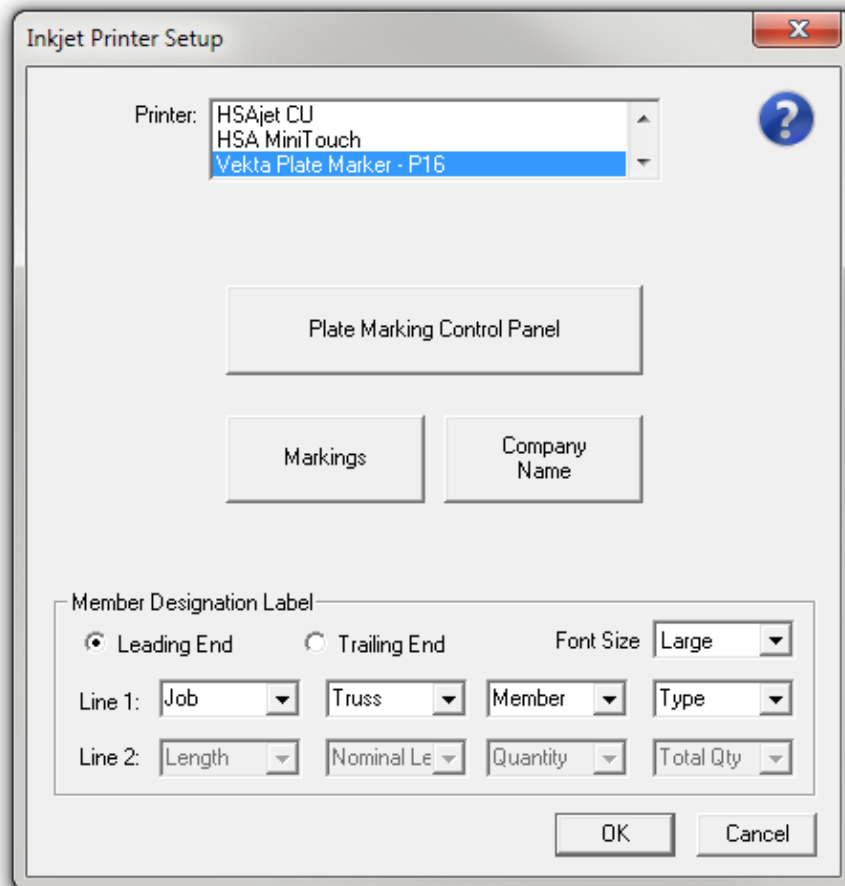 Inkjet Printer Setup
Printer: HSAjet CU
HSA MiniTouch
Vekta Plate Marker - P16
?
Plate Marking Control Panel
Markings
Company
Name
Member Designation Label
Leading End Trailing End Font Size Large
Line 1: Job Truss Member Type
Line 2: Length Nominal Le Quantity Total Qty
OK Cancel